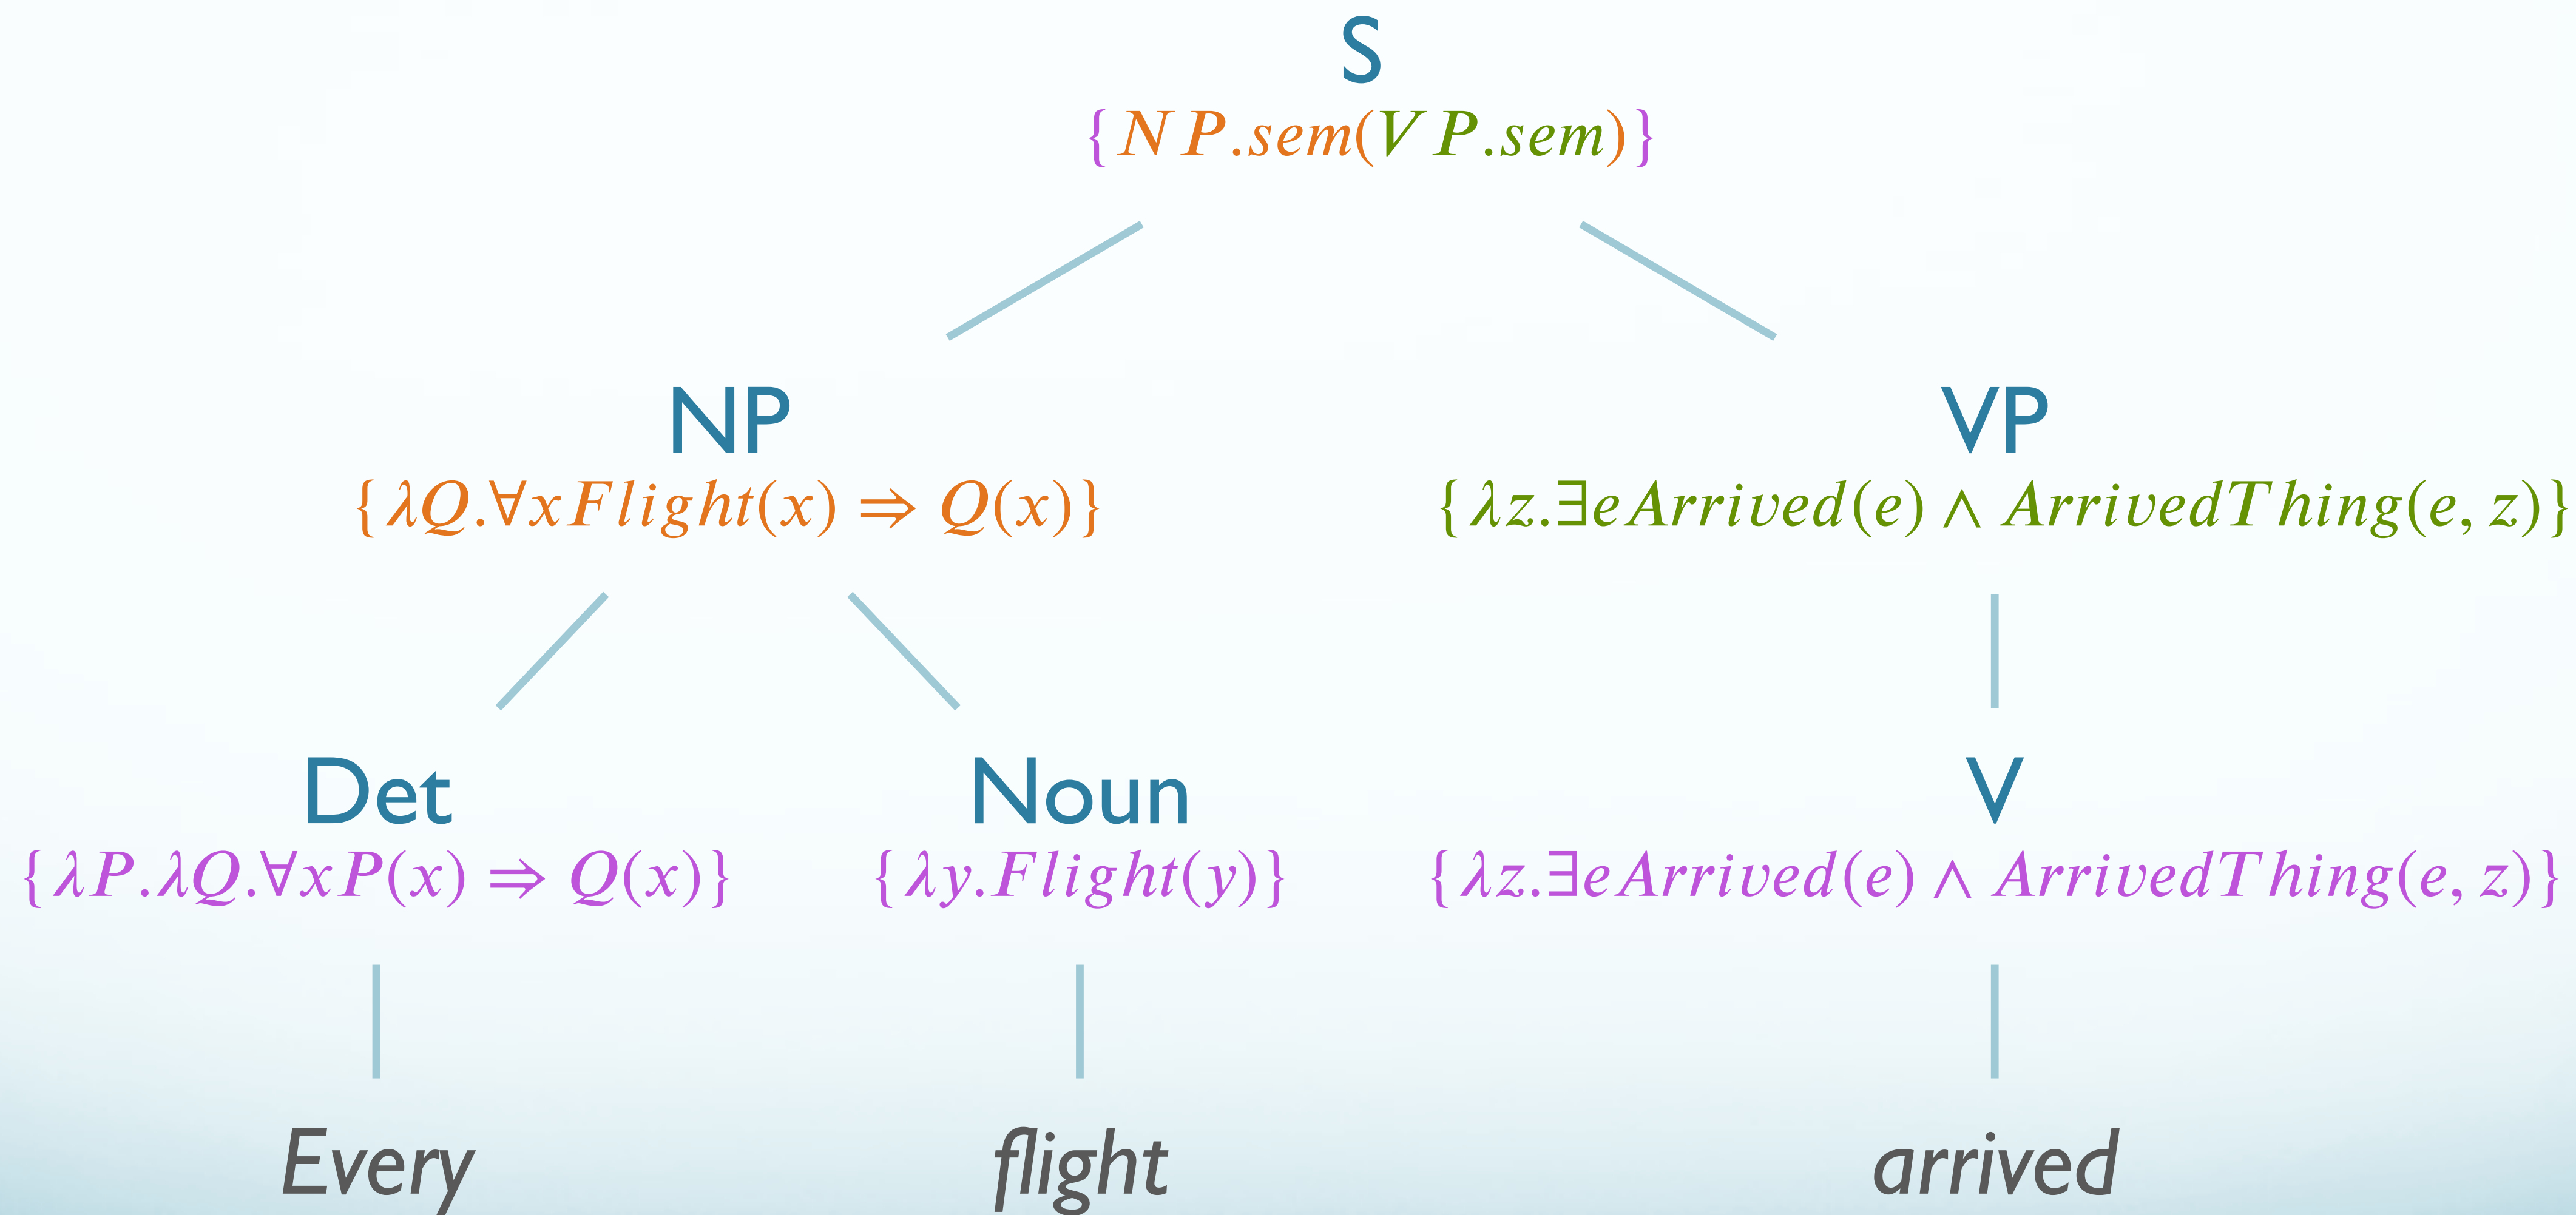 S
{NP.sem(VP.sem)}
NP VP
{λQ.∀xFlight(x) ⇒ Q(x)} {λz.∃eArrived(e) ∧ ArrivedThing(e, z)}
Det Noun V
{λP.λQ.∀xP(x) ⇒ Q(x)} {λy.Flight(y)} {λz.∃eArrived(e) ∧ ArrivedThing(e, z)}
Every flight arrived